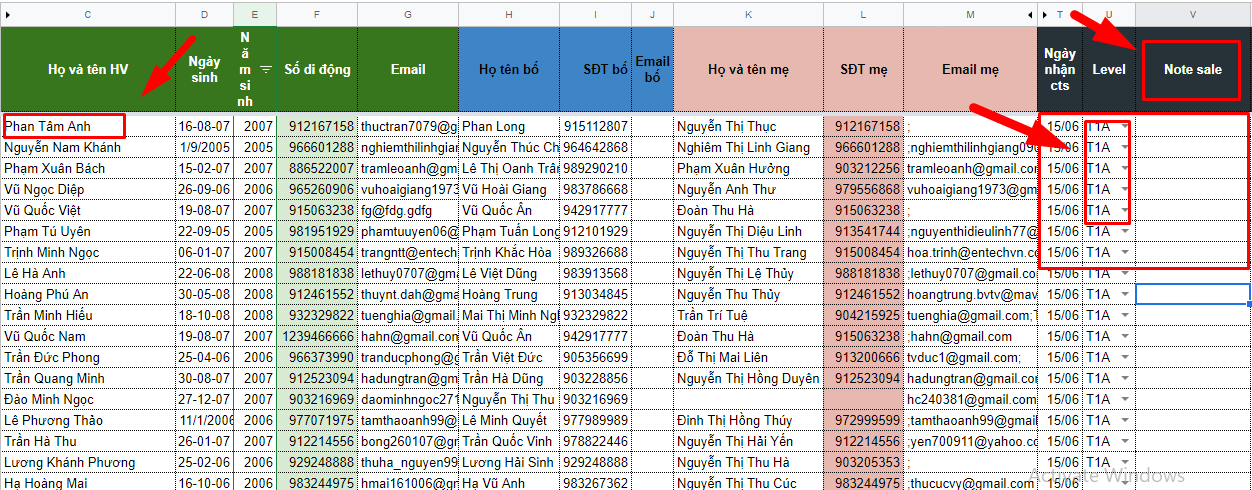 C D E F G H I J K L M T U V
Họ và tên HV Ngày sinh Năm sinh Số di động Email Họ tên bố SĐT bố Email bố Họ và tên mẹ SĐT mẹ Email mẹ Ngày nhận cts Level Note sale
Phan Tâm Anh 16-08-07 2007 912167158 thuctran7079@g Phan Long 915112807 Nguyễn Thị Thục 912167158 ; 15/06 T1A
Nguyễn Nam Khánh 1/9/2005 2005 966601288 nghiemthilinhgiang Nguyễn Thúc Ch 964642868 Nghiêm Thị Linh Giang 966601288 ;nghiemthilinhgiang090 15/06 T1A
Phạm Xuân Bách 15-02-07 2007 886522007 tramleoanh@gmail Lê Thị Oanh Trâ 989290210 Phạm Xuân Hưởng 903212256 tramleoanh@gmail.com 15/06 T1A
Vũ Ngọc Diệp 26-09-06 2006 965260906 vuhoaigiang1973 Vũ Hoài Giang 983786668 Nguyễn Anh Thư 979556868 vuhoaigiang1973@gma 15/06 T1A
Vũ Quốc Việt 19-08-07 2007 915063238 fg@fdg.gdfg Vũ Quốc Ân 942917777 Đoàn Thu Hà 915063238 ; 15/06 T1A
Phạm Tú Uyên 22-09-05 2005 981951929 phamtuuyen06@ Phạm Tuấn Long 912101929 Nguyễn Thị Diệu Linh 913541744 ;nguyenthidieulinh77@ 15/06 T1A
Trịnh Minh Ngọc 06-01-07 2007 915008454 trangntt@entech Trịnh Khắc Hòa 989326688 Nguyễn Thị Thu Trang 915008454 hoa.trinh@entechvn.c 15/06 T1A
Lê Hà Anh 22-06-08 2008 988181838 lethuy0707@gmai Lê Việt Dũng 983913568 Nguyễn Thị Lệ Thủy 988181838 ;lethuy0707@gmail.com 15/06 T1A
Hoàng Phú An 30-05-08 2008 912461552 thuynt.dah@gma Hoàng Trung 913034845 Nguyễn Thu Thủy 912461552 hoangtrung.bvtv@mav 15/06 T1A
Trần Minh Hiếu 18-10-08 2008 932329822 tuenghia@gmail. Mai Thị Minh Ng 932329822 Trần Trí Tuệ 904215925 tuenghia@gmail.com;T 15/06 T1A
Vũ Quốc Nam 19-08-07 2007 1239466666 hahn@gmail.com Vũ Quốc Ân 942917777 Đoàn Thu Hà 915063238 ;hahn@gmail.com 15/06 T1A
Trần Đức Phong 25-04-06 2006 966373990 tranducphong@g Trần Việt Đức 905356699 Đỗ Thị Mai Liên 913200666 tvduc1@gmail.com; 15/06 T1A
Trần Quang Minh 30-08-07 2007 912523094 hadungtran@gma Trần Hà Dũng 903228856 Nguyễn Thị Hồng Duyên 912523094 hadungtran@gmail.com 15/06 T1A
Đào Minh Ngọc 27-12-07 2007 903216969 daominhngoc271 Nguyễn Thị Thu 903216969 hc240381@gmail.com 15/06 T1A
Lê Phương Thảo 11/1/2006 2006 977071975 tamthaoanh99@g Lê Minh Quyết 977989989 Đinh Thị Hồng Thúy 972999599 ;tamthaoanh99@gmail 15/06 T1A
Trần Hà Thu 26-01-07 2007 912214556 bong260107@gm Trần Quốc Vinh 978822446 Nguyễn Thị Hải Yến 912214556 ;yen700911@yahoo.c 15/06 T1A
Lương Khánh Phương 25-02-06 2006 929248888 thuha_nguyen99 Lương Hải Sinh 929248888 Nguyễn Thị Thu Hà 903205353 ; 15/06 T1A
Hạ Hoàng Mai 16-10-06 2006 983244975 hmai161006@gm Hạ Vũ Anh 983267362 Nguyễn Thị Thu Cúc 983244975 ;thucucvy@gmail.com 15/06 T1A
Activate Windows